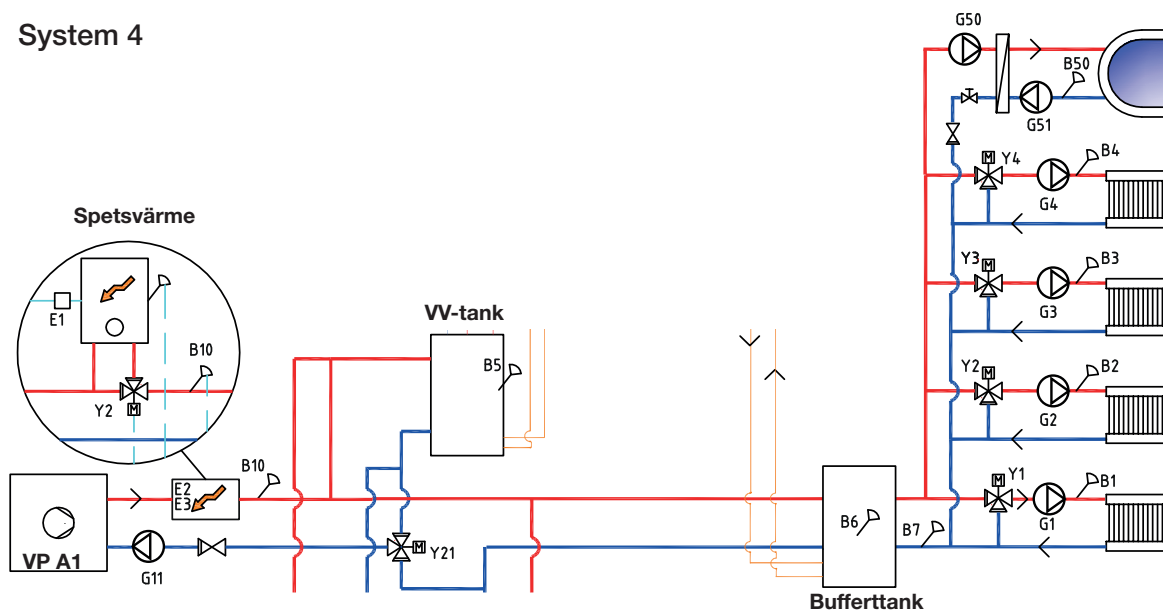 System 4
G50
B50
G51
Y4
B4
G4
Spetsvärme
Y3
B3
G3
E1
VV-tank
B10
B5
Y2
M
Y2
B2
G2
M
M
M
B10
E2
E3
Y1
B1
M
B6
B7
G1
VP A1
G11
M
Y21
Bufferttank